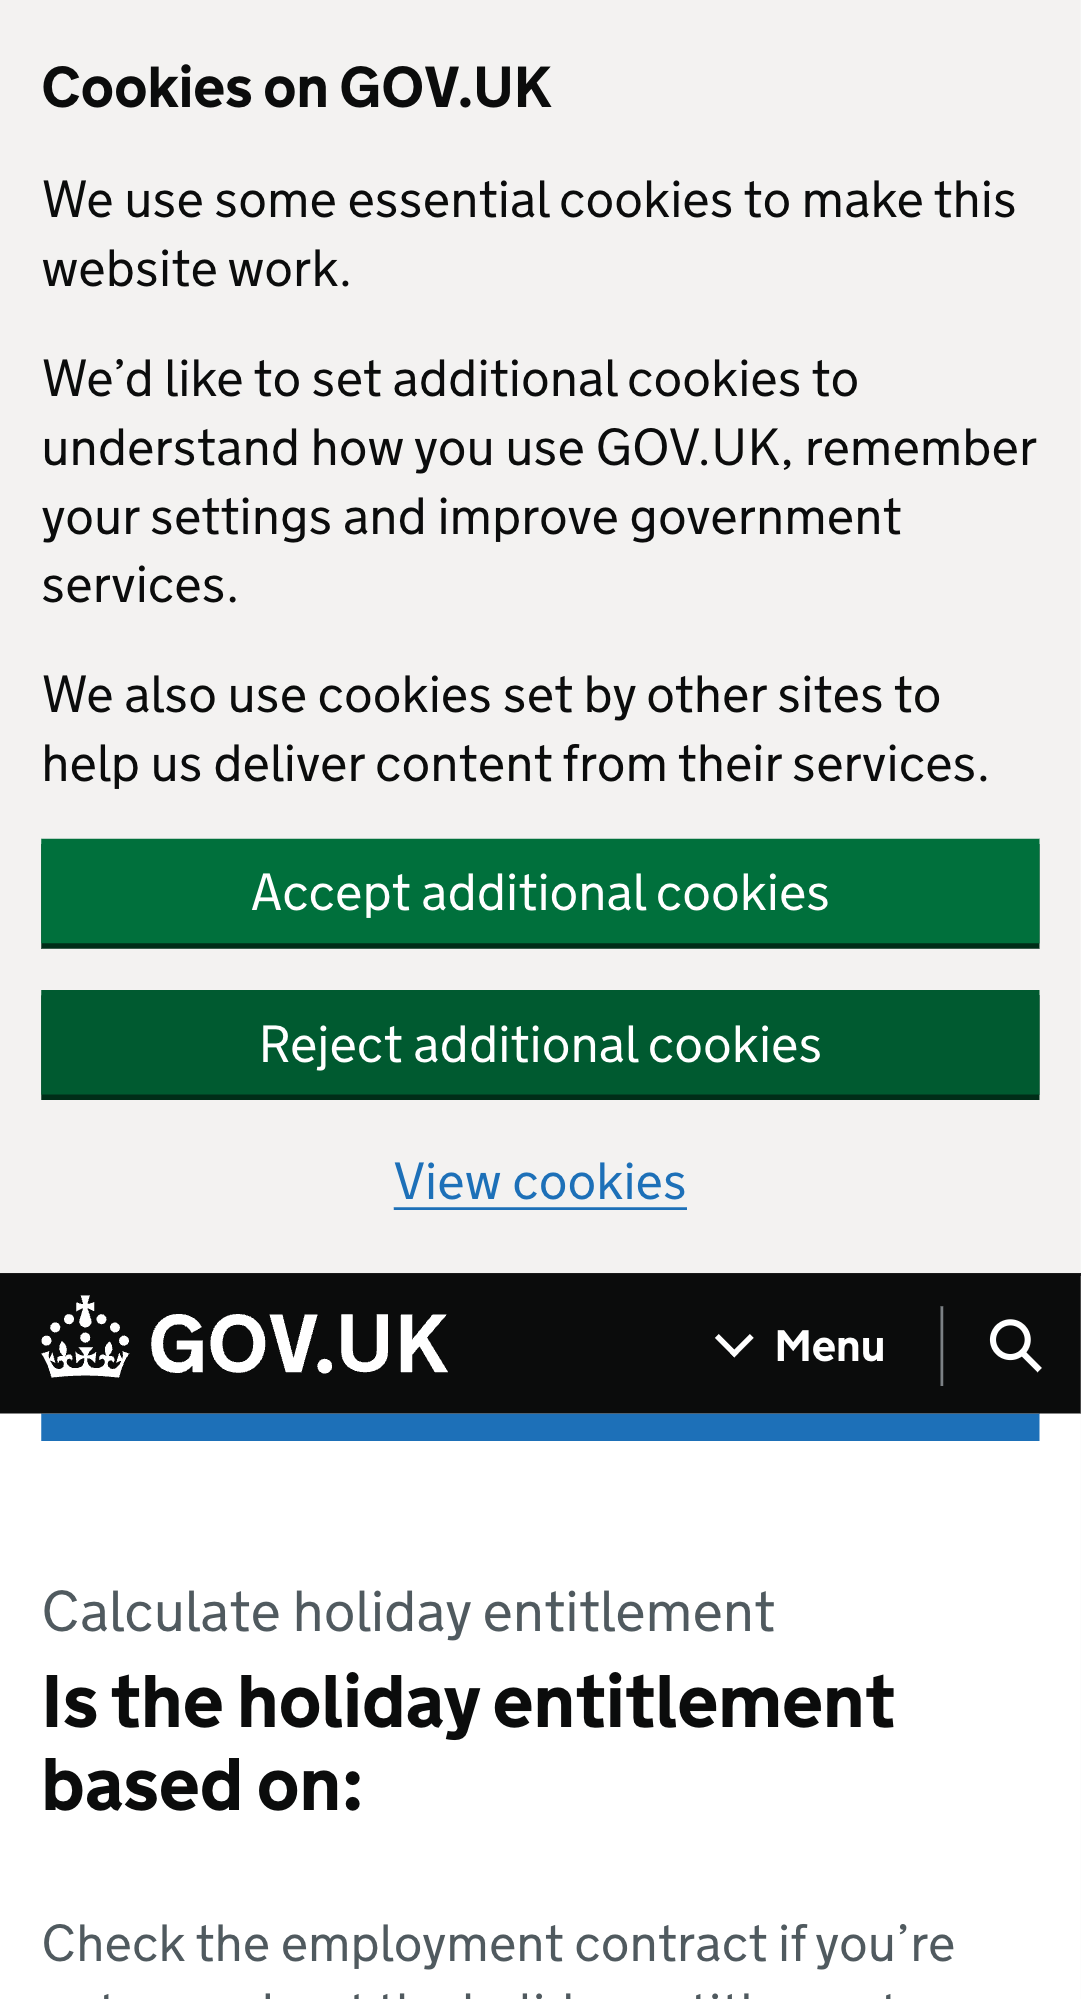 Cookies on GOV.UK
We use some essential cookies to make this
website work.
We’d like to set additional cookies to
understand how you use GOV.UK, remember
your settings and improve government
services.
We also use cookies set by other sites to
help us deliver content from their services.
Accept additional cookies
Reject additional cookies
View cookies
GOV.UK Menu
Calculate holiday entitlement
Is the holiday entitlement
based on:
Check the employment contract if you’re